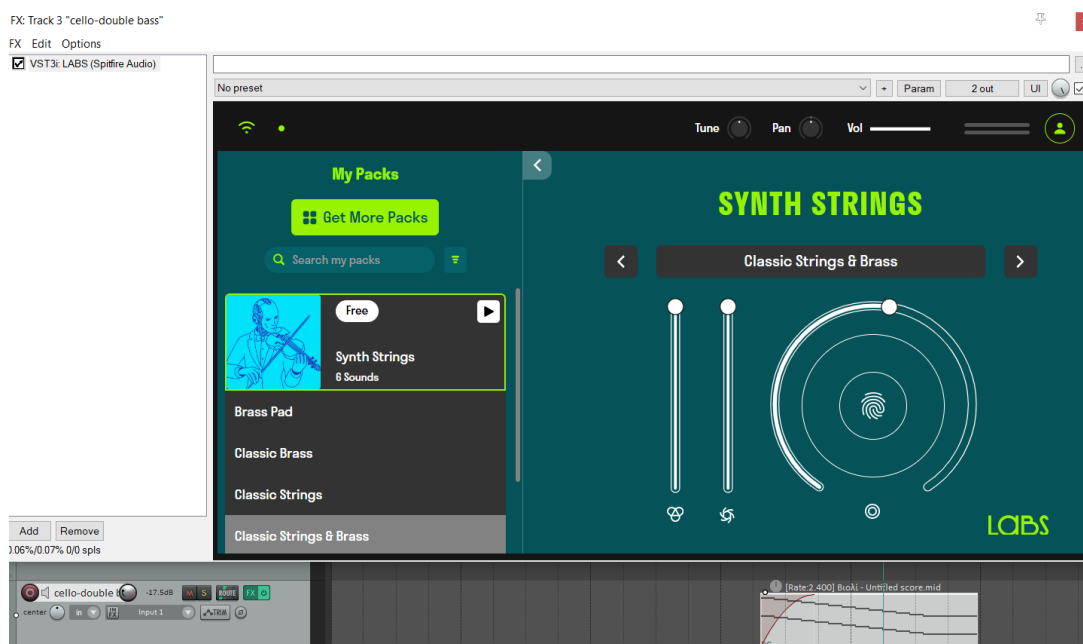 FX: Track 3 "cello-double bass"
FX Edit Options
VST3i: LABS (Spitfire Audio)
No preset
+ Param 2 out UI
Tune Pan Vol
My Packs
Get More Packs
Search my packs
Free
Synth Strings
6 Sounds
Brass Pad
Classic Brass
Classic Strings
Classic Strings & Brass
SYNTH STRINGS
Classic Strings & Brass
LABS
Add Remove
0.06%/0.07% 0/0 spls
cello-double -17.5dB M S ROUTE FX
center in FX Input 1 TRIM
[Rate:2.400] Βιολί - Untitled score.mid